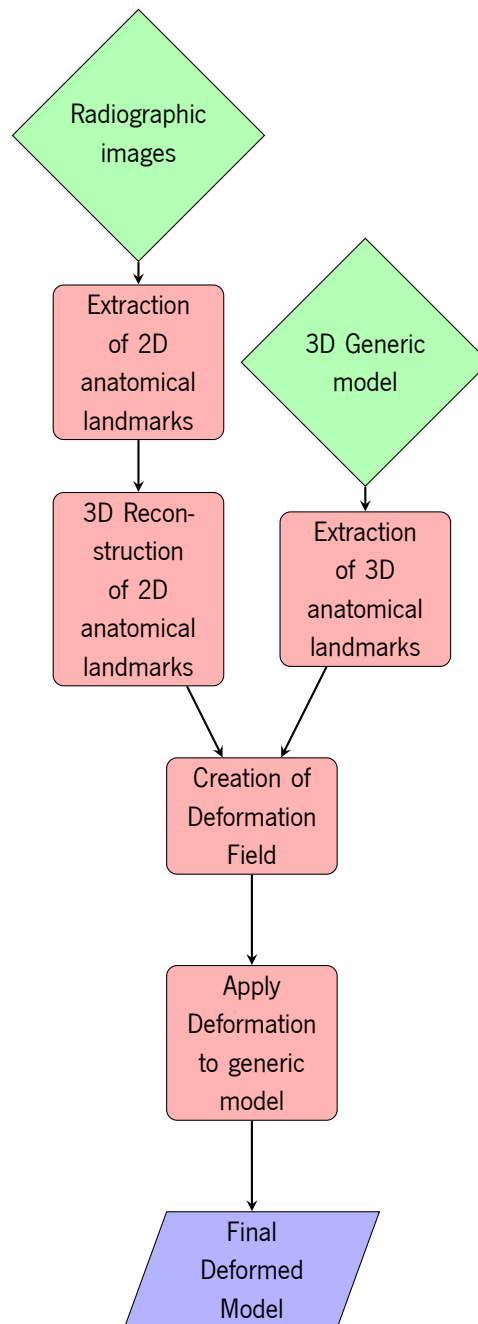 Radiographic
images
Extraction
of 2D
anatomical
landmarks
3D Generic
model
3D Recon-
struction
of 2D
anatomical
landmarks
Extraction
of 3D
anatomical
landmarks
Creation of
Deformation
Field
Apply
Deformation
to generic
model
Final
Deformed
Model